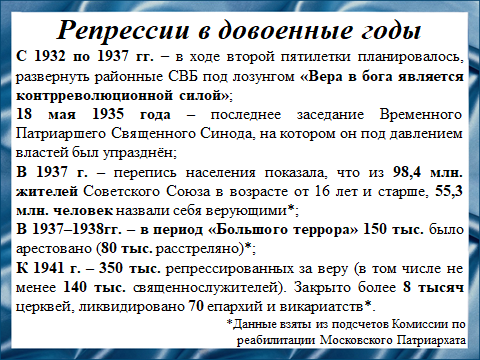 Репрессии в довоенные годы
С 1932 по 1937 гг. – в ходе второй пятилетки планировалось,
развернуть районные СВБ под лозунгом «Вера в бога является
контрреволюционной силой»;
18 мая 1935 года – последнее заседание Временного
Патриаршего Священного Синода, на котором он под давлением
властей был упразднён;
В 1937 г. – перепись населения показала, что из 98,4 млн.
жителей Советского Союза в возрасте от 16 лет и старше, 55,3
млн. человек назвали себя верующими*;
В 1937–1938гг. – в период «Большого террора» 150 тыс. было
арестовано (80 тыс. расстреляно)*;
К 1941 г. – 350 тыс. репрессированных за веру (в том числе не
менее 140 тыс. священнослужителей). Закрыто более 8 тысяч
церквей, ликвидировано 70 епархий и викариатств*.
*Данные взяты из подсчетов Комиссии по
реабилитации Московского Патриархата